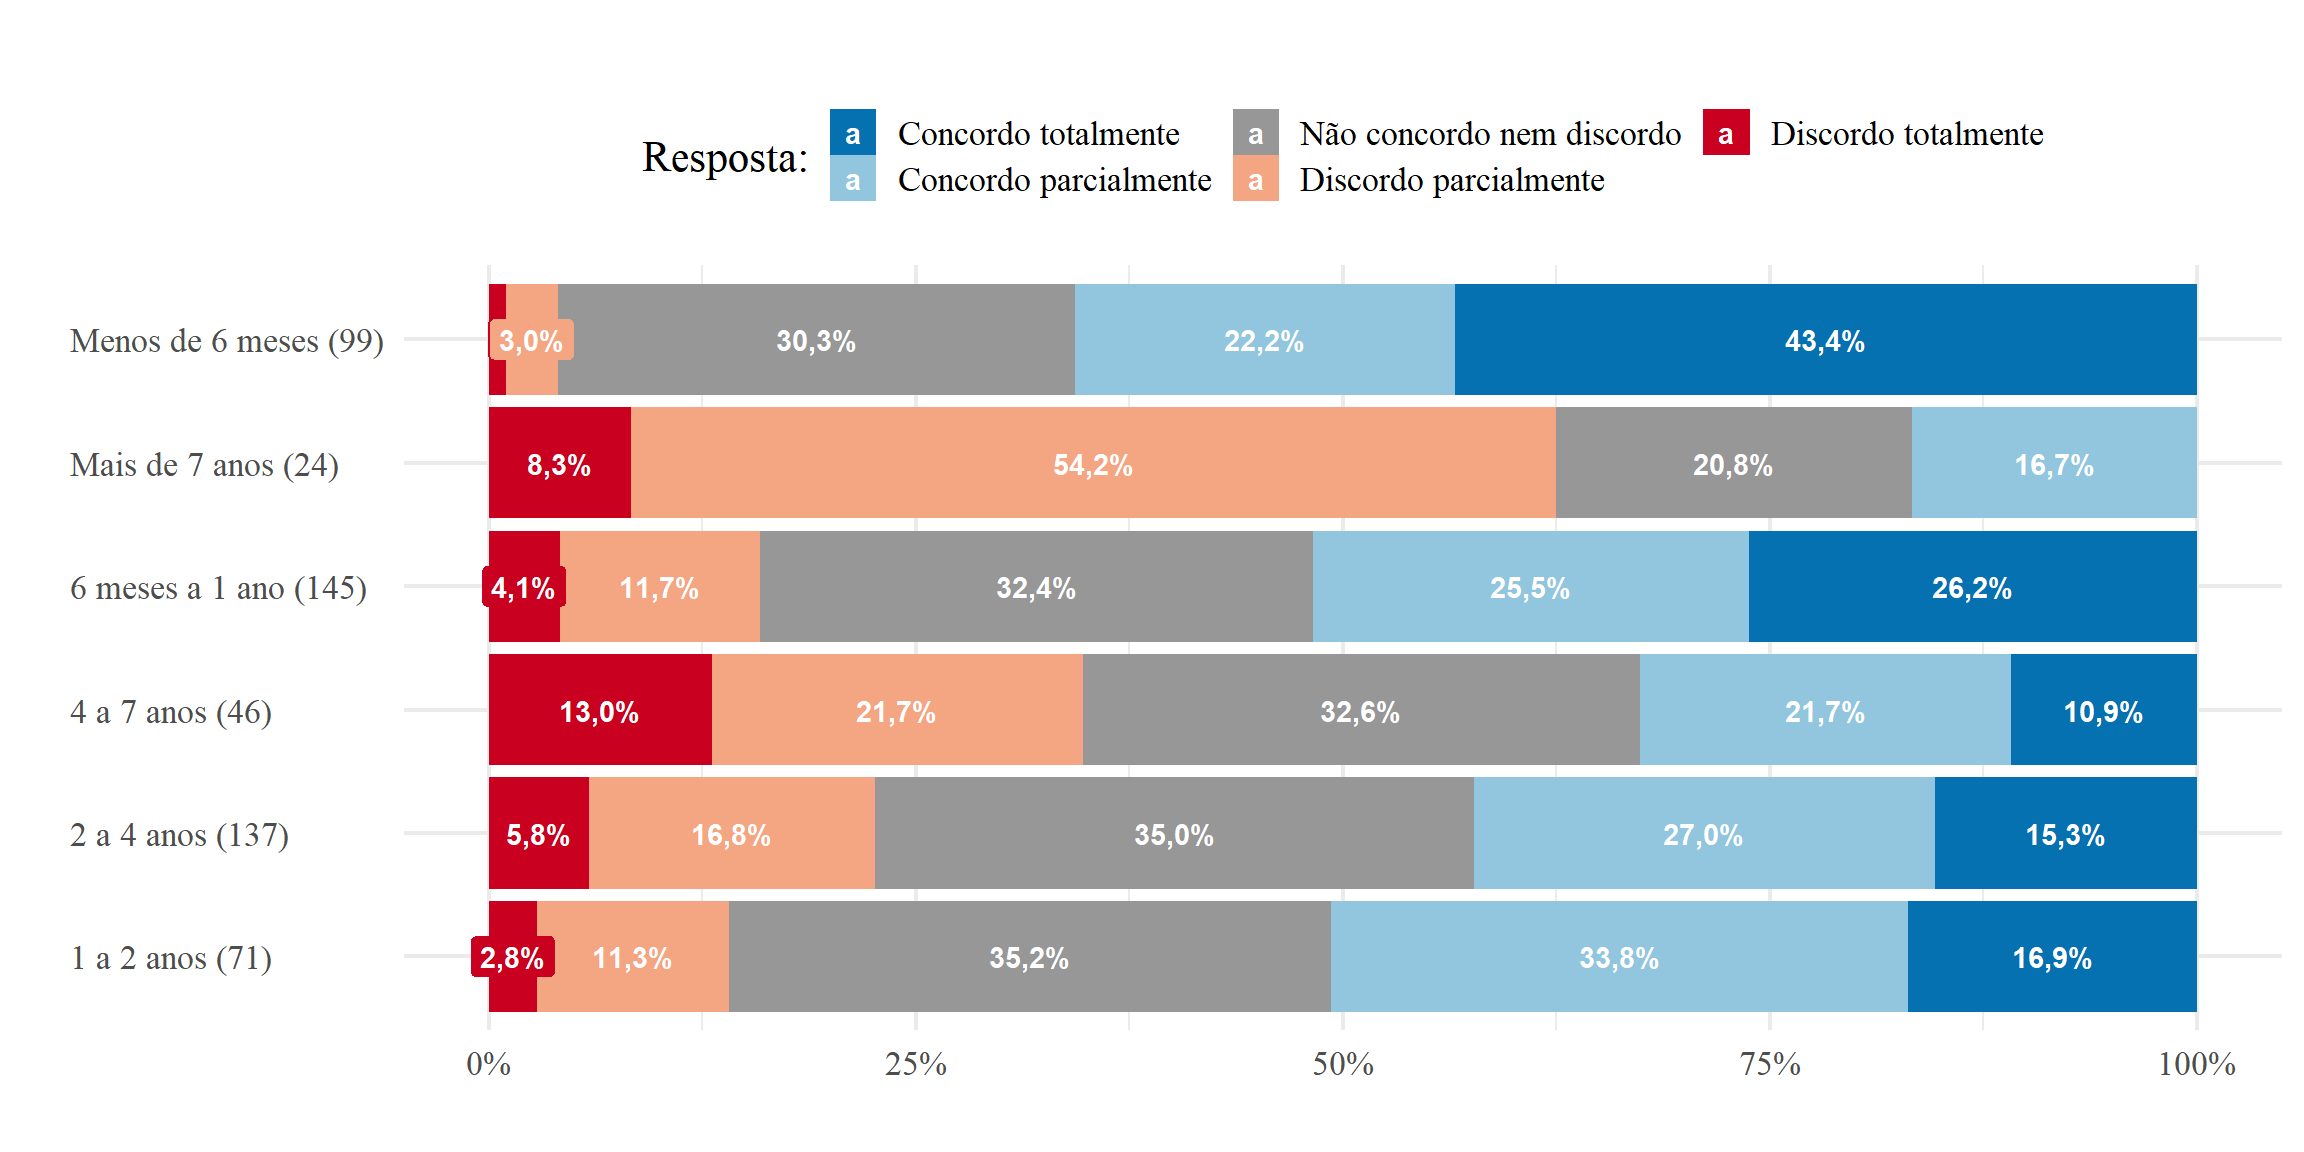 Resposta:
a Concordo totalmente a Não concordo nem discordo a Discordo totalmente
a Concordo parcialmente a Discordo parcialmente
Menos de 6 meses (99) 3,0% 30,3% 22,2% 43,4%
Mais de 7 anos (24) 8,3% 54,2% 20,8% 16,7%
6 meses a 1 ano (145) 4,1% 11,7% 32,4% 25,5% 26,2%
4 a 7 anos (46) 13,0% 21,7% 32,6% 21,7% 10,9%
2 a 4 anos (137) 5,8% 16,8% 35,0% 27,0% 15,3%
1 a 2 anos (71) 2,8% 11,3% 35,2% 33,8% 16,9%
0% 25% 50% 75% 100%